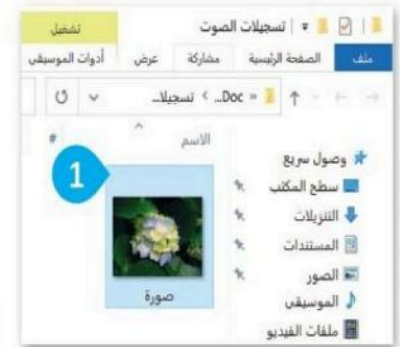 تسجيلات الصوت
تشغيل
ملف
الصفحة الرئيسية
مشاركة
عرض
أدوات الموسيقى
Doc... › تسجيلا...
الاسم
#
1
صورة
وصول سريع
سطح المكتب
التنزيلات
المستندات
الصور
الموسيقى
ملفات الفيديو